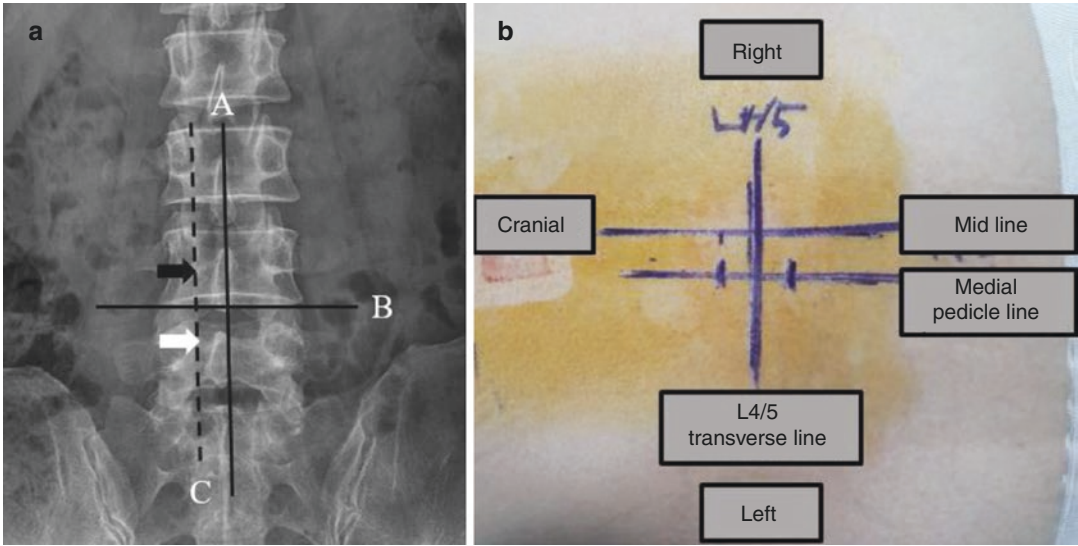 a
A
B
C
b
Right
L4/5
Cranial
Mid line
Medial
pedicle line
L4/5
transverse line
Left